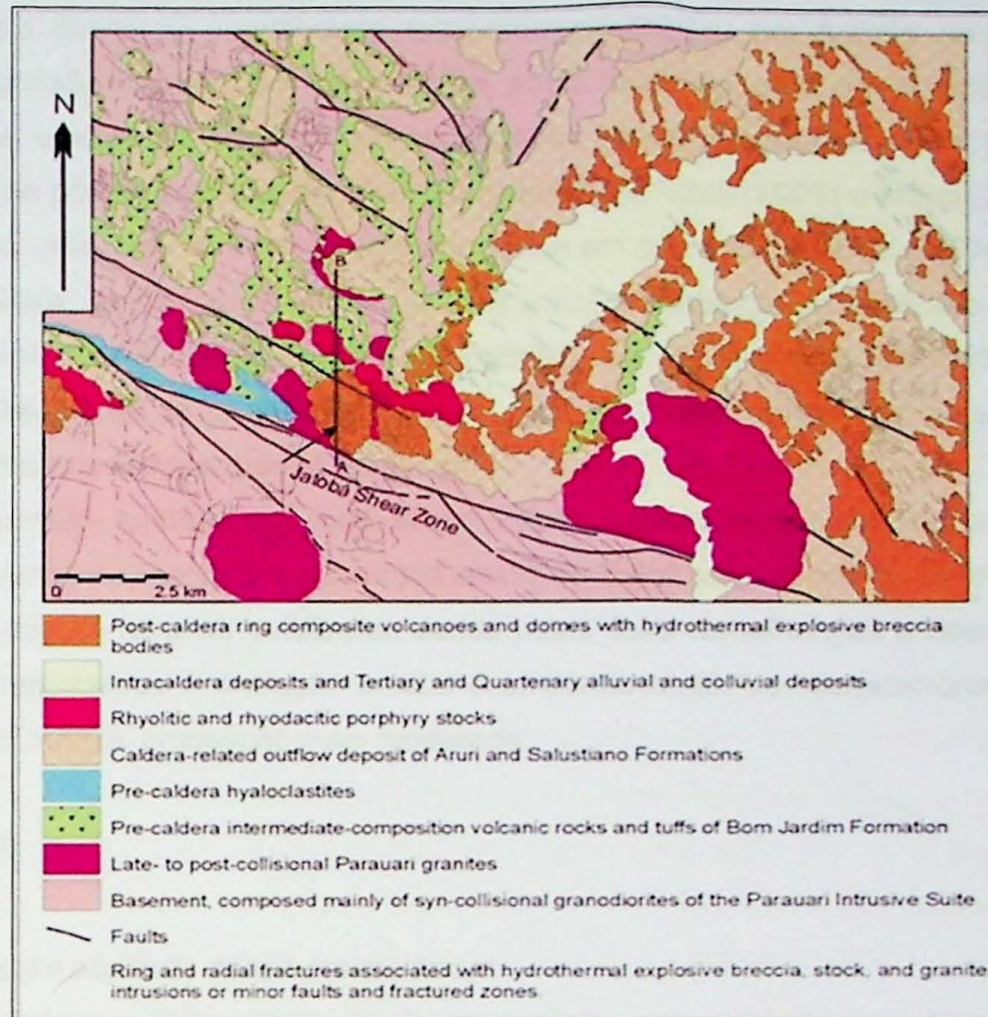 N
B
A
Jatobá Shear Zone
0 2.5 km
Post-caldera ring composite volcanoes and domes with hydrothermal explosive breccia
bodies
Intracaldera deposits and Tertiary and Quartenary alluvial and colluvial deposits
Rhyolitic and rhyodacitic porphyry stocks
Caldera-related outflow deposit of Aruri and Salustiano Formations
Pre-caldera hyaloclastites
Pre-caldera intermediate-composition volcanic rocks and tuffs of Bom Jardim Formation
Late- to post-collisional Parauari granites
Basement, composed mainly of syn-collisional granodiorites of the Parauari Intrusive Suite
Faults
Ring and radial fractures associated with hydrothermal explosive breccia, stock, and granite
intrusions or minor faults and fractured zones.